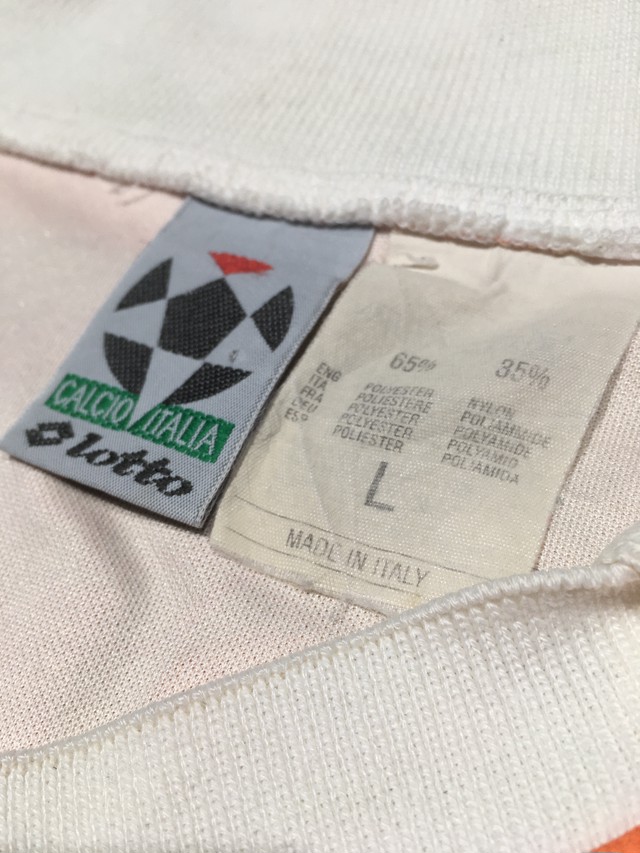 CALCIO ITALIA
lotto
65% 35%
ENG POLYESTER NYLON
ITA POLIESTERE POLIAMMIDE
FRA POLYESTER POLYAMIDE
DEU POLYESTER POLYAMID
ESP POLIESTER POLIAMIDA
L
MADE IN ITALY